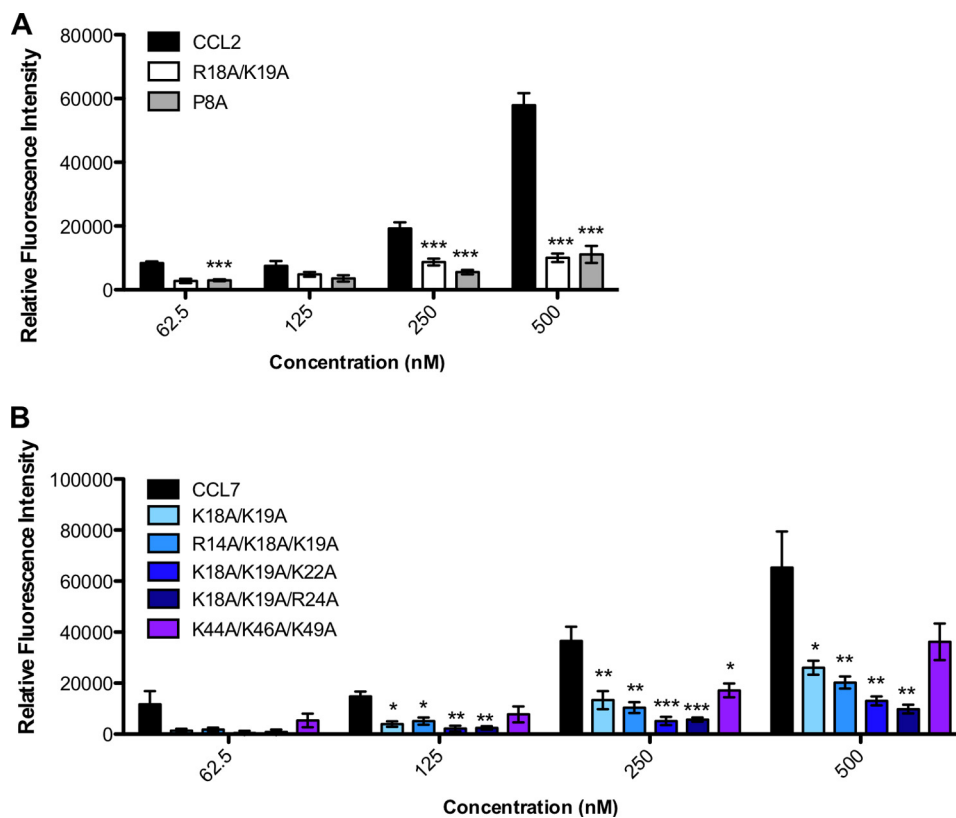 A
Relative Fluorescence Intensity
80000
60000
40000
20000
0
CCL2
R18A/K19A
P8A
***
*** ***
*** ***
62.5 125 250 500
Concentration (nM)
B
Relative Fluorescence Intensity
100000
80000
60000
40000
20000
0
CCL7
K18A/K19A
R14A/K18A/K19A
K18A/K19A/K22A
K18A/K19A/R24A
K44A/K46A/K49A
* * ** **
** ** *** *** *
* ** ** **
62.5 125 250 500
Concentration (nM)